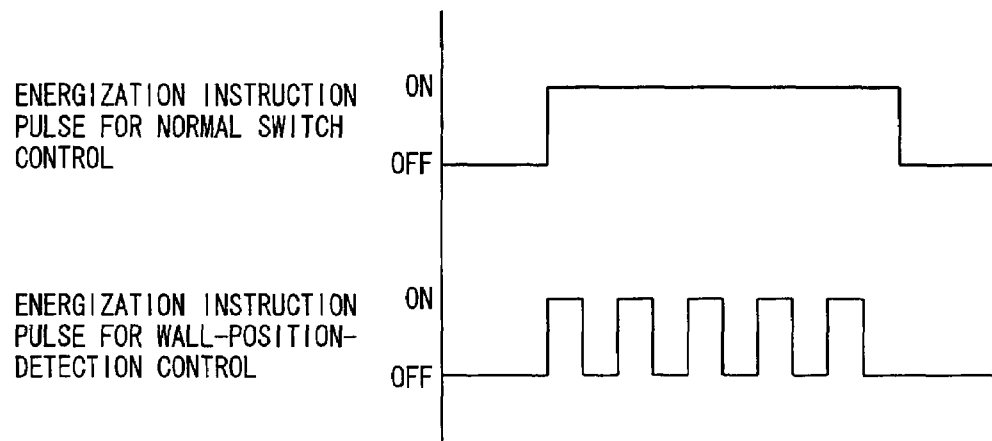 ENERGIZATION INSTRUCTION
PULSE FOR NORMAL SWITCH
CONTROL
ON
OFF
ENERGIZATION INSTRUCTION
PULSE FOR WALL-POSITION-
DETECTION CONTROL
ON
OFF